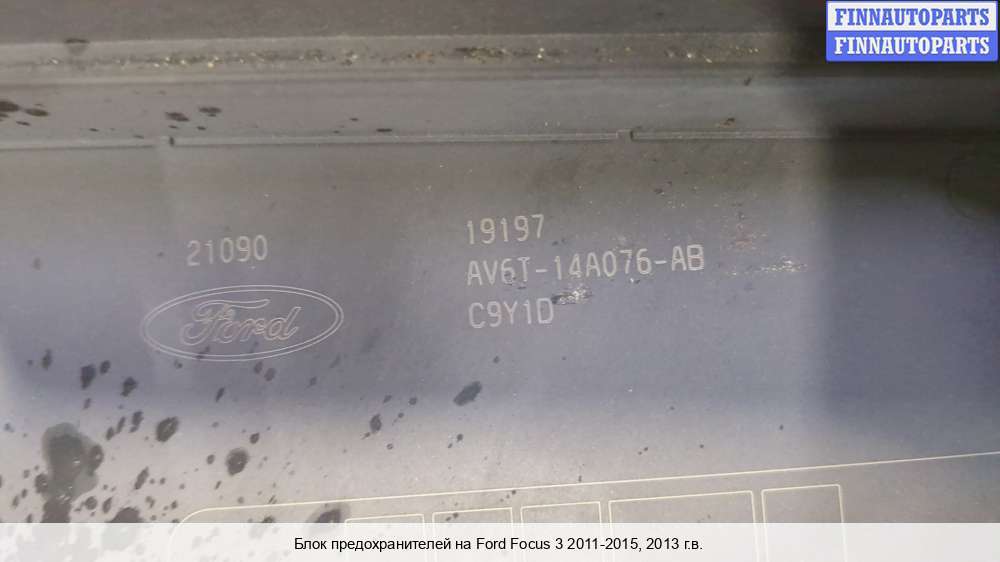 FINNAUTOPARTS
FINNAUTOPARTS
21090
Ford
19197
AV6T-14A076-AB
C9Y1D
Блок предохранителей на Ford Focus 3 2011-2015, 2013 г.в.